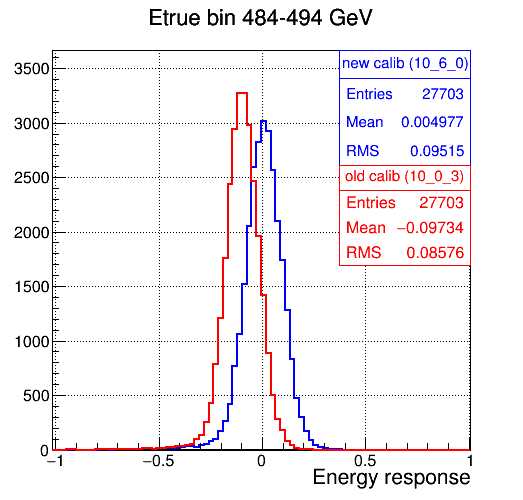 Etrue bin 484-494 GeV
new calib (10_6_0)
Entries 27703
Mean 0.004977
RMS 0.09515
old calib (10_0_3)
Entries 27703
Mean −0.09734
RMS 0.08576
3500
3000
2500
2000
1500
1000
500
0
−1 −0.5 0 0.5 1
Energy response